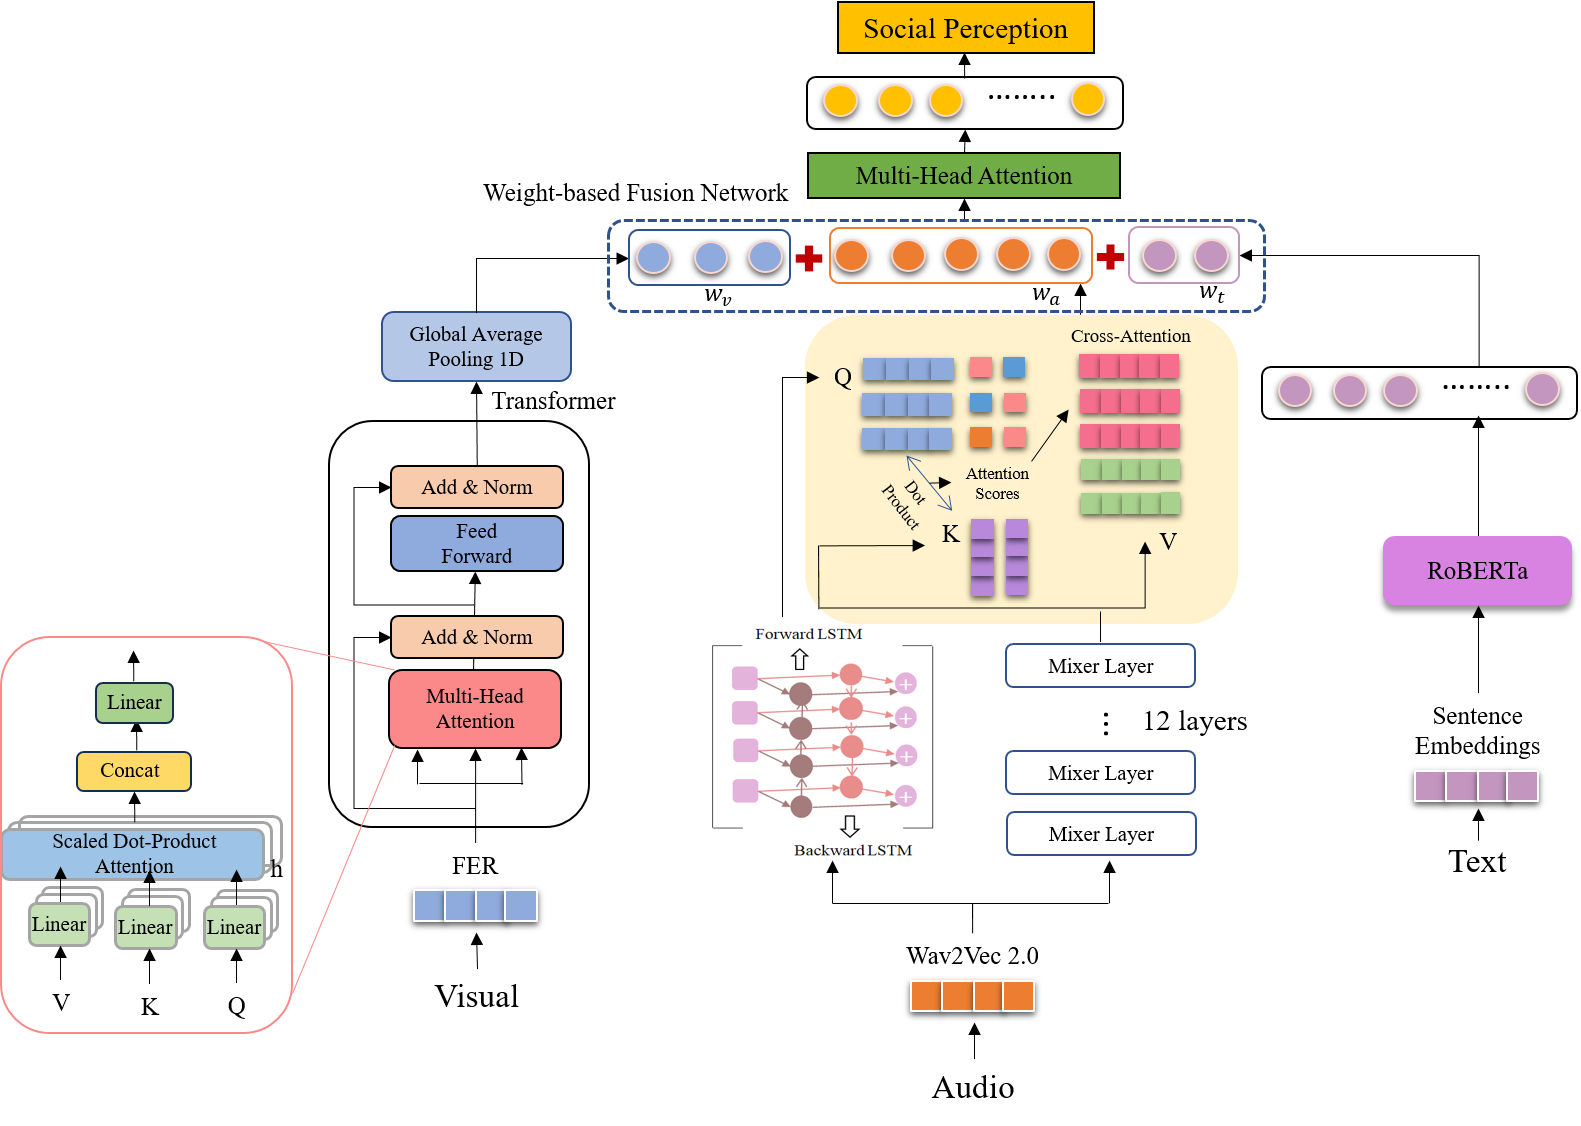 Social Perception
Multi-Head Attention
Weight-based Fusion Network
w_v
w_a
w_t
Global Average
Pooling 1D
Transformer
Add & Norm
Feed
Forward
Add & Norm
Multi-Head
Attention
FER
Visual
Linear
Concat
Scaled Dot-Product
Attention
h
Linear
Linear
Linear
V
K
Q
Cross-Attention
Q
Dot
Product
Attention
Scores
K
V
Forward LSTM
Backward LSTM
Mixer Layer
12 layers
Mixer Layer
Mixer Layer
Wav2Vec 2.0
Audio
RoBERTa
Sentence
Embeddings
Text